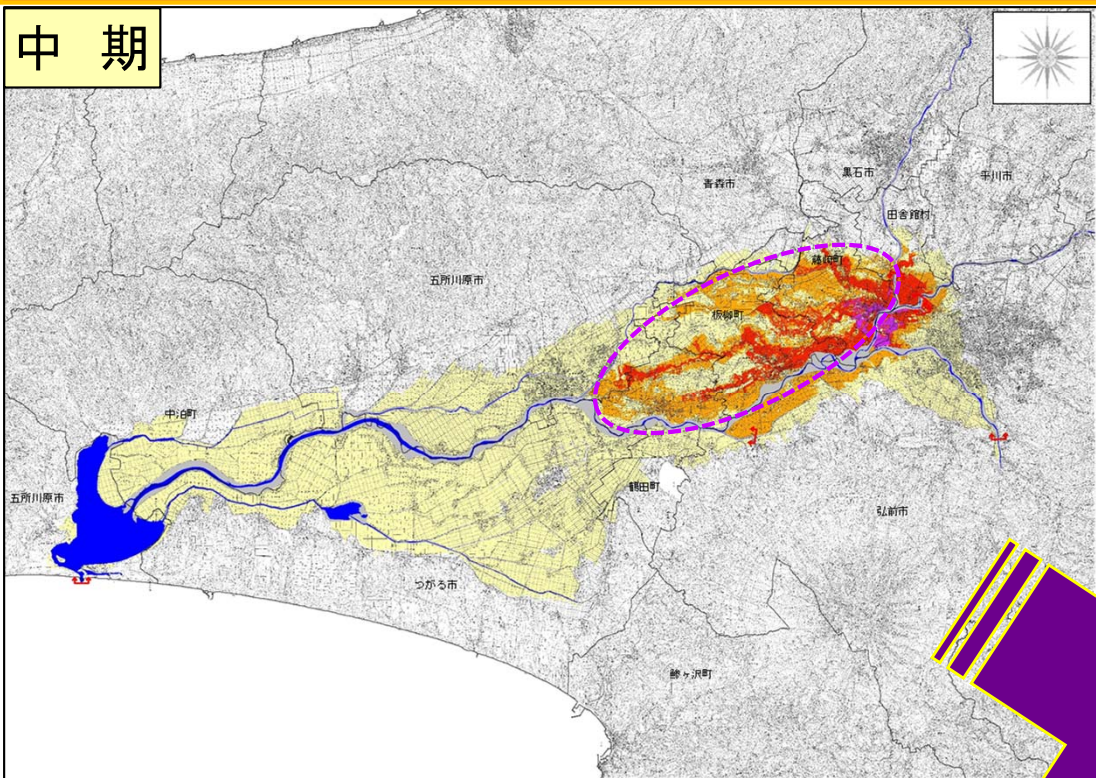 中 期
青森市
黒石市
平川市
田舎館村
藤崎町
五所川原市
板柳町
中泊町
五所川原市
鶴田町
弘前市
つがる市
鰺ヶ沢町